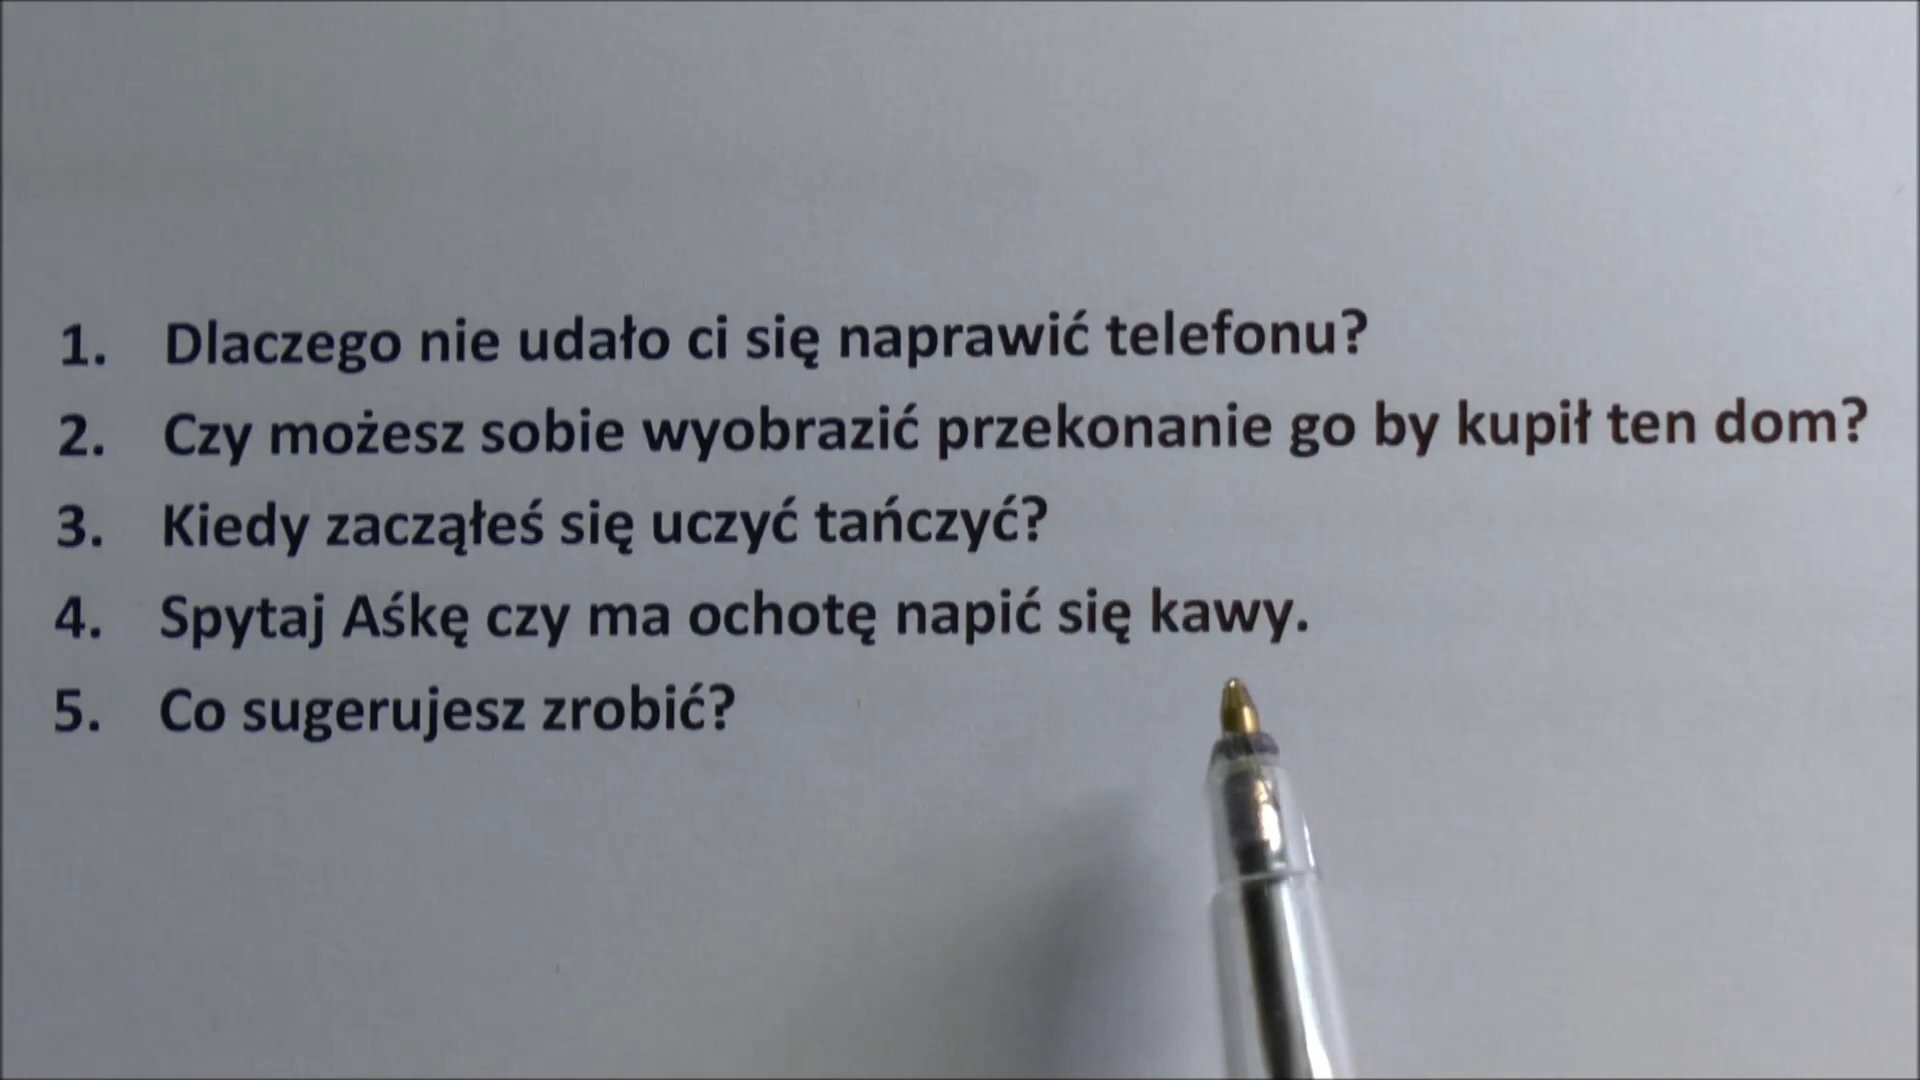 1. Dlaczego nie udało ci się naprawić telefonu?
2. Czy możesz sobie wyobrazić przekonanie go by kupił ten dom?
3. Kiedy zacząłeś się uczyć tańczyć?
4. Spytaj Aśkę czy ma ochotę napić się kawy.
5. Co sugerujesz zrobić?